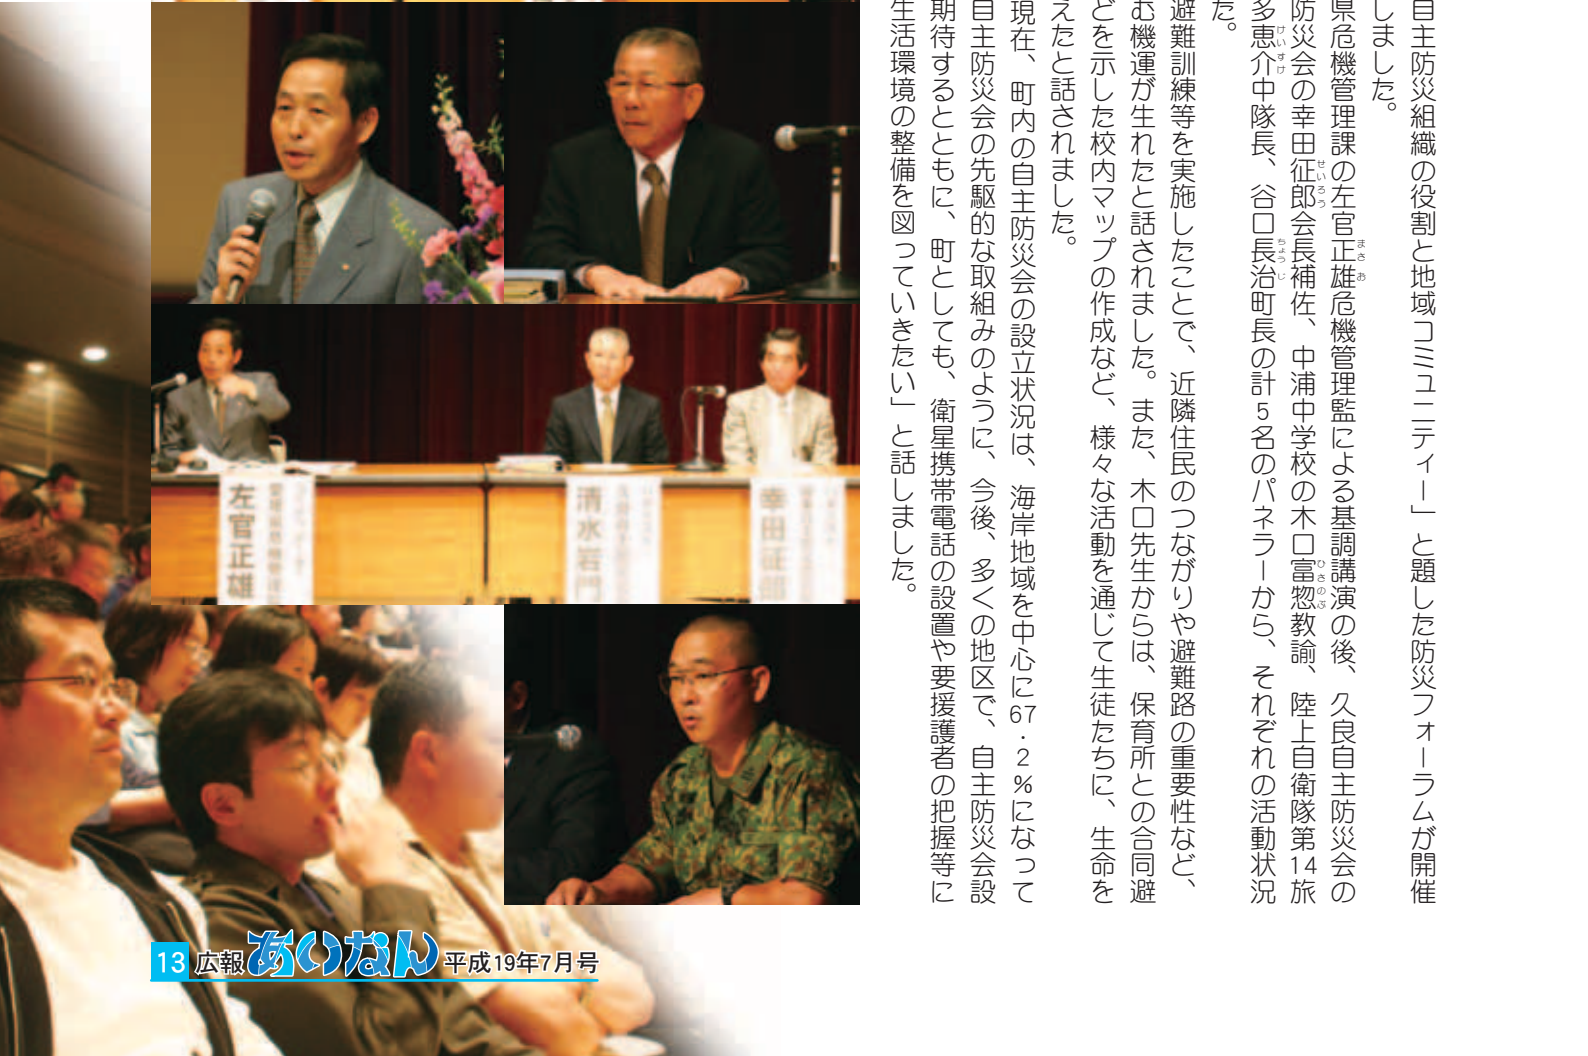 自主防災組織の役割と地域コミュニティー」と題した防災フォーラムが開催
しました。
県危機管理課の左官正雄危機管理監による基調講演の後、久良自主防災会の
まさお
防災会の幸田征郎会長補佐、中浦中学校の木口富惣教諭、陸上自衛隊第14旅
せいろう
ひさのぶ
多恵介中隊長、谷口長治町長の計5名のパネラーから、それぞれの活動状況
けいすけ
ちょうじ
た。
避難訓練等を実施したことで、近隣住民のつながりや避難路の重要性など、
む機運が生れたと話されました。また、木口先生からは、保育所との合同避
どを示した校内マップの作成など、様々な活動を通じて生徒たちに、生命を
えたと話されました。
現在、町内の自主防災会の設立状況は、海岸地域を中心に67・2%になって
自主防災会の先駆的な取組みのように、今後、多くの地区で、自主防災会設
期待するとともに、町としても、衛星携帯電話の設置や要援護者の把握等に
生活環境の整備を図っていきたい」と話しました。
左官正雄
清水岩門
幸田征郎
13 広報あいなん 平成19年7月号